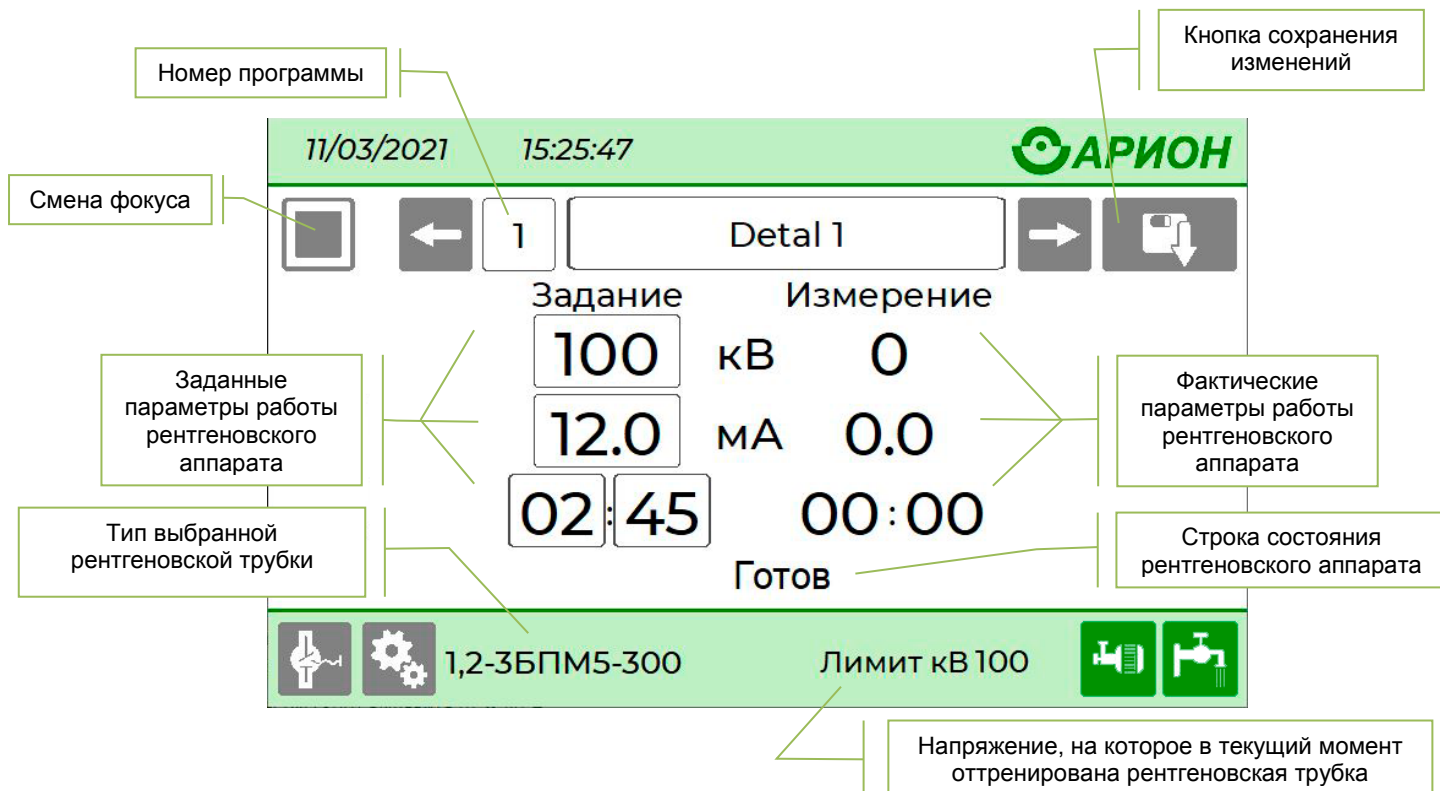 Кнопка сохранения
изменений
Номер программы
11/03/2021 15:25:47 АРИОН
Смена фокуса
1 Detal 1
Задание Измерение
100 кВ 0
12.0 мА 0.0
02:45 00:00
Заданные
параметры работы
рентгеновского
аппарата
Фактические
параметры работы
рентгеновского
аппарата
Тип выбранной
рентгеновской трубки
Строка состояния
рентгеновского аппарата
Готов
1,2-3БПМ5-300 Лимит кВ 100
Напряжение, на которое в текущий момент
оттренирована рентгеновская трубка